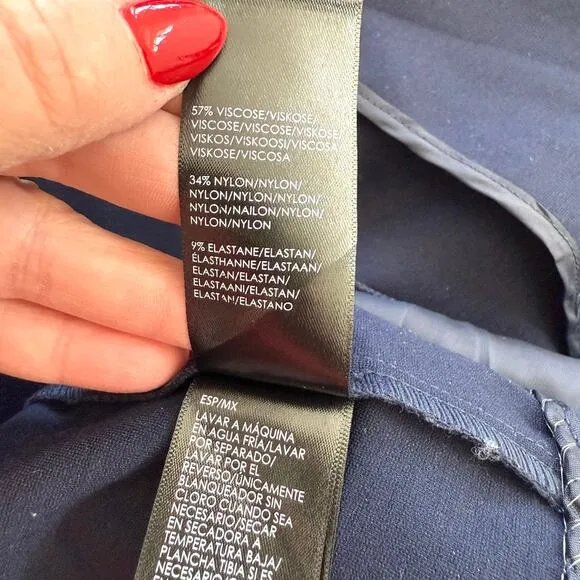 57% VISCOSE/VISKOSE/
VISCOSE/VISCOSE/VISKOSE
VISKOS/VISKOOSI/VISCOSA
VISKOSE/VISCOSA
34% NYLON/NYLON/
NYLON/NYLON/NYLON/
NYLON/NAILON/NYLON/
NYLON/NYLON
9% ELASTANE/ELASTAN/
ÉLASTHANNE/ELASTAAN/
ELASTAN/ELASTAN/
ELASTAANI/ELASTAN/
ELASTAN/ELASTANO
ESP/MX
LAVAR A MÁQUINA
EN AGUA FRÍA/LAVAR
POR SEPARADO/
LAVAR POR EL
REVERSO/ÚNICAMENTE
BLANQUEADOR SIN
CLORO CUANDO SEA
NECESARIO/SECAR
EN SECADORA A
TEMPERATURA BAJA/
PLANCHA TIBIA SI ES
NECESARIO/NO